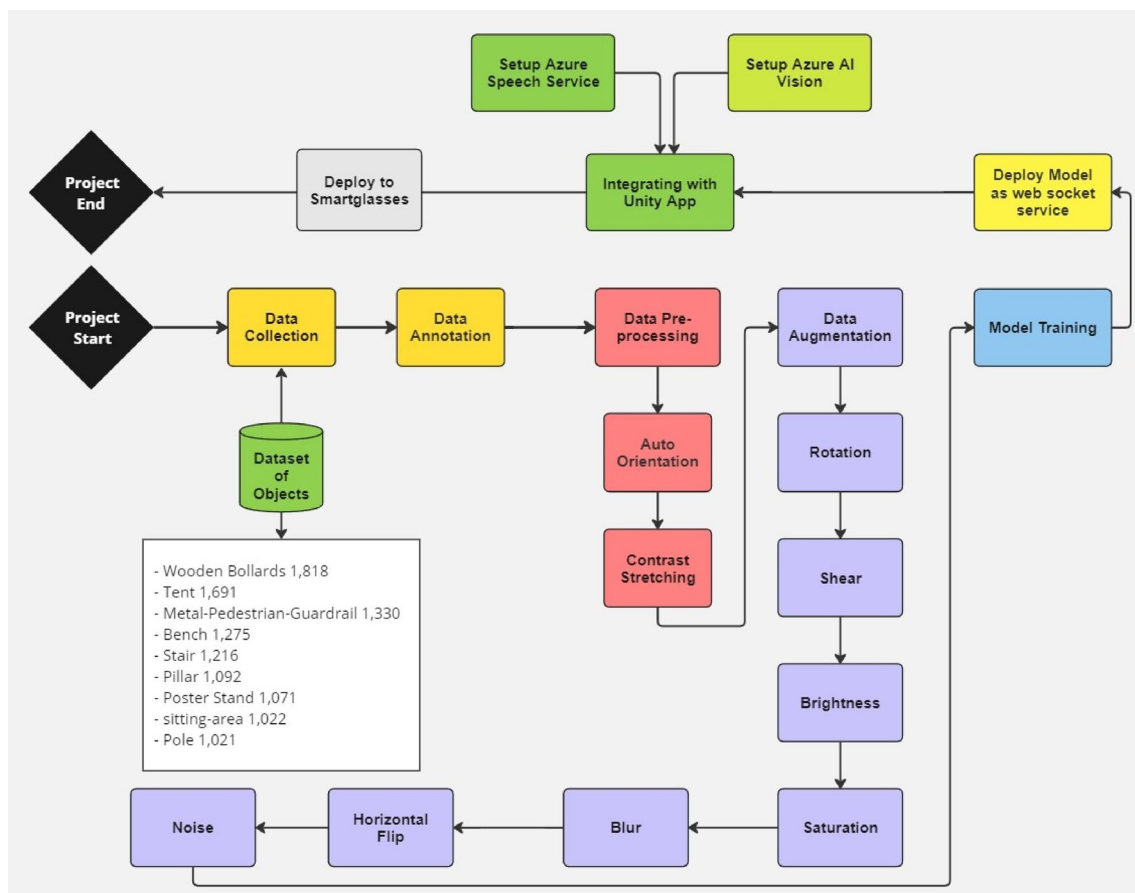 Setup Azure
Speech Service
Setup Azure AI
Vision
Project
End
Deploy to
Smartglasses
Integrating with
Unity App
Deploy Model
as web socket
service
Project
Start
Data
Collection
Data
Annotation
Data Pre-
processing
Data
Augmentation
Model Training
Dataset
of
Objects
Auto
Orientation
Rotation
Contrast
Stretching
Shear
- Wooden Bollards 1,818
- Tent 1,691
- Metal-Pedestrian-Guardrail 1,330
- Bench 1,275
- Stair 1,216
- Pillar 1,092
- Poster Stand 1,071
- sitting-area 1,022
- Pole 1,021
Brightness
Noise
Horizontal
Flip
Blur
Saturation